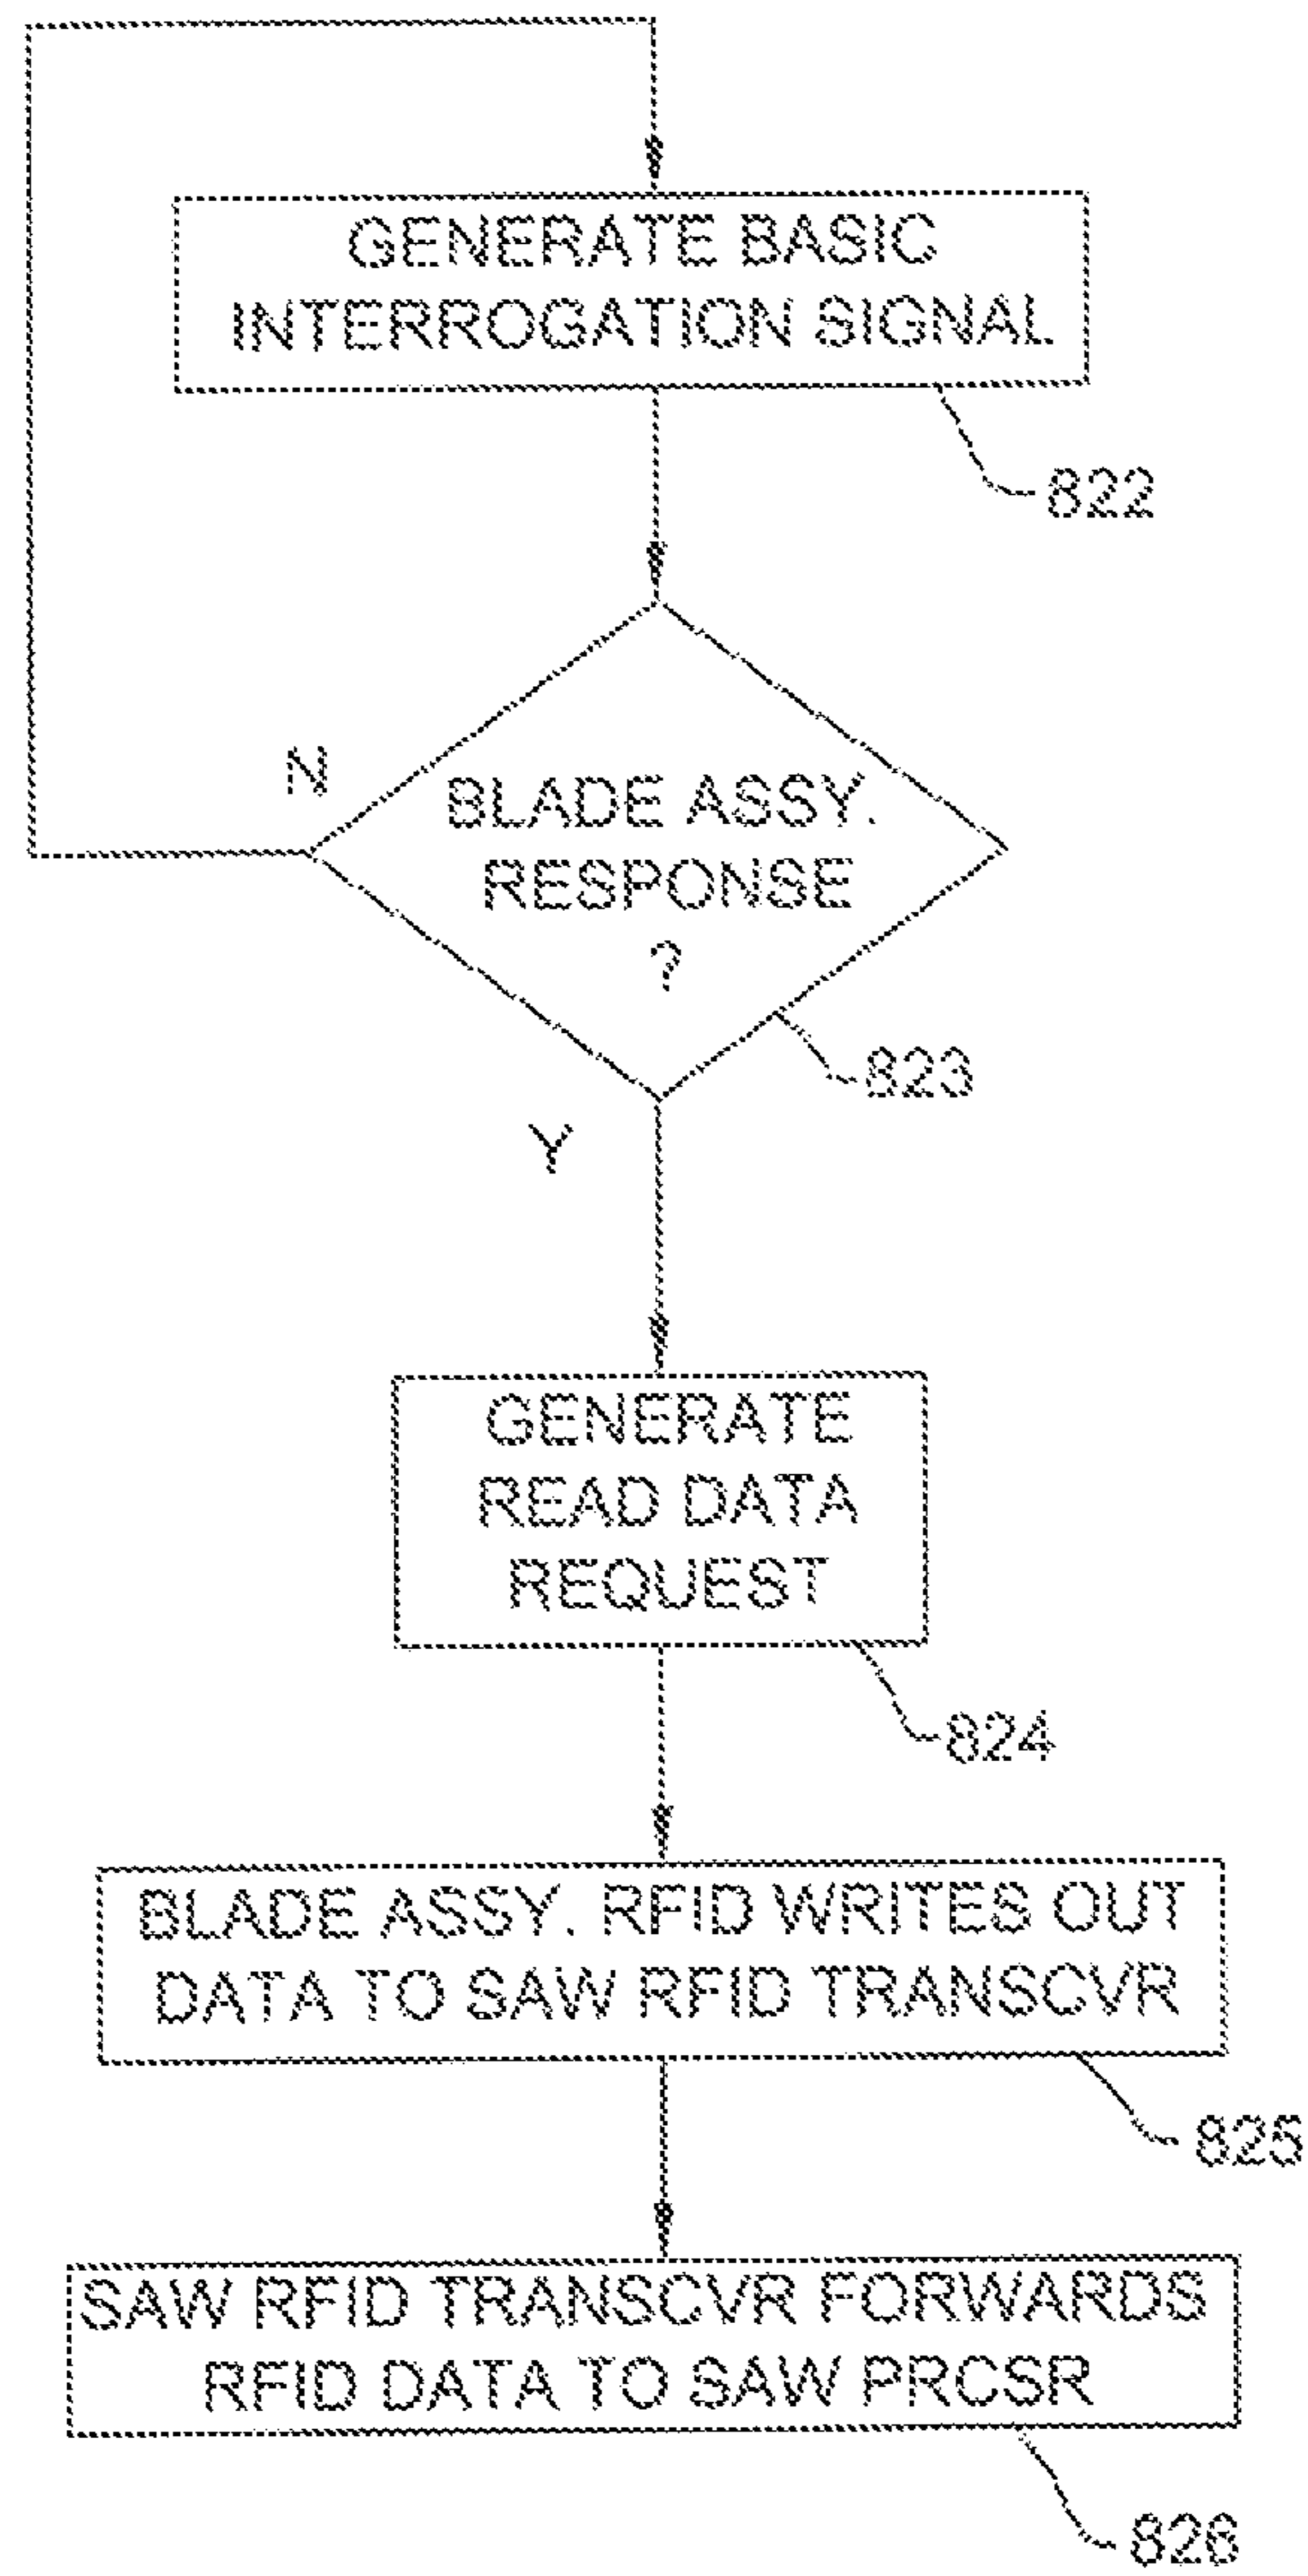 GENERATE BASIC
INTERROGATION SIGNAL
822
N
BLADE ASSY.
RESPONSE
?
823
Y
GENERATE
READ DATA
REQUEST
824
BLADE ASSY. RFID WRITES OUT
DATA TO SAW RFID TRANSCVR
825
SAW RFID TRANSCVR FORWARDS
RFID DATA TO SAW PRCSR
826